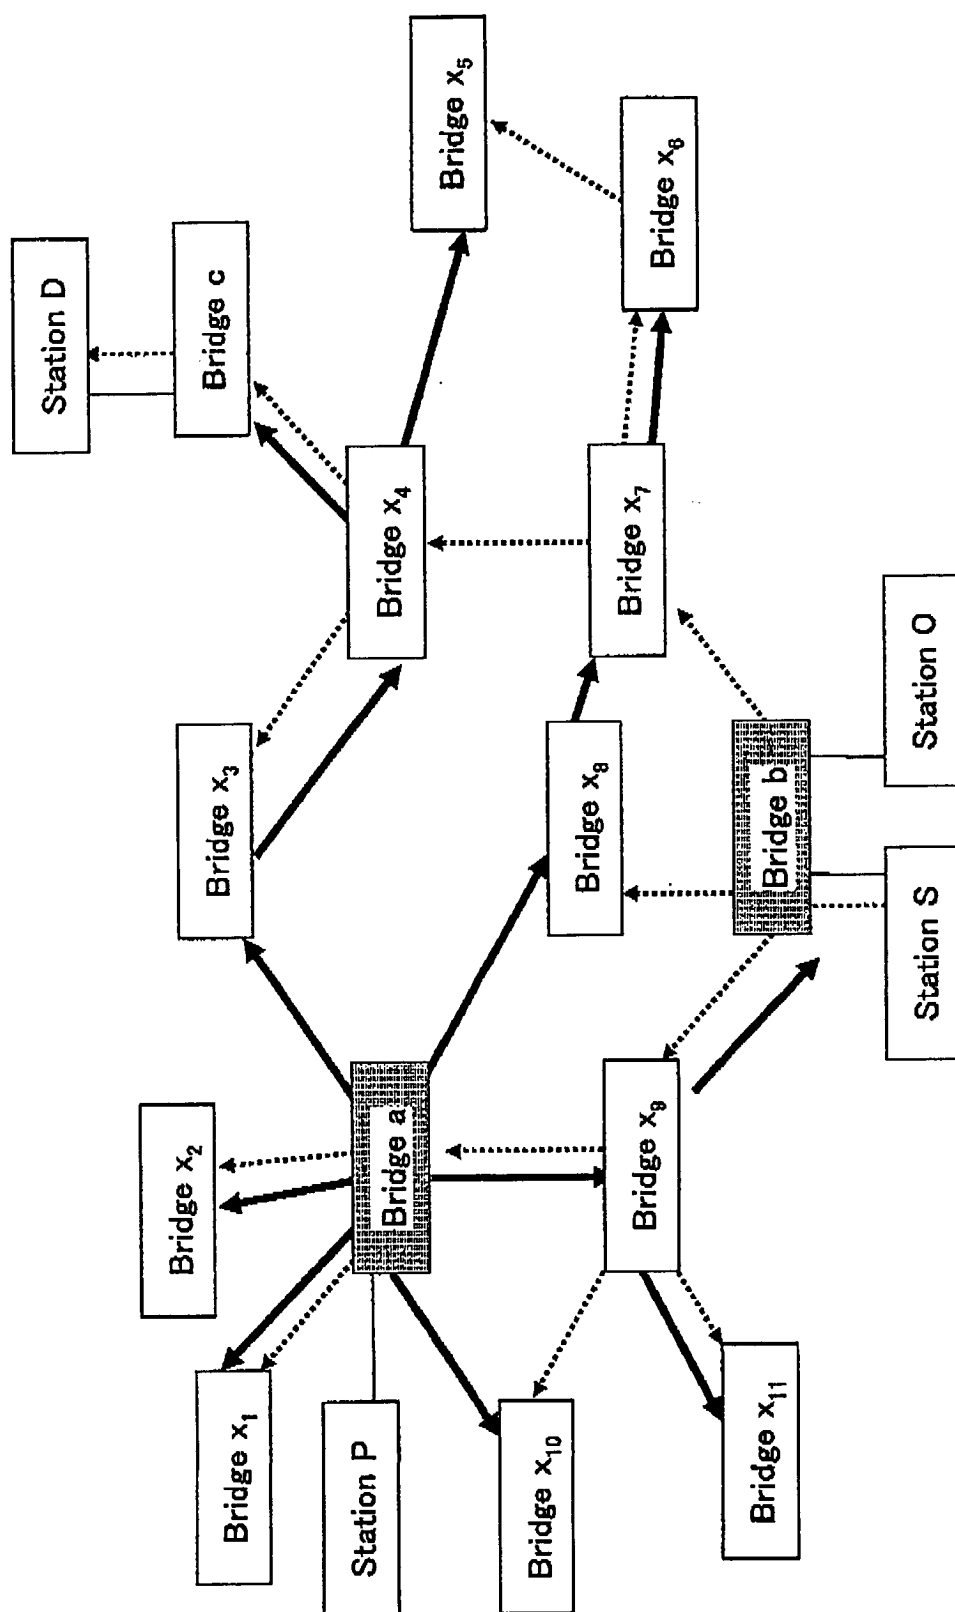 Station D
Bridge x₂
Bridge x₁
Bridge x₃
Bridge c
Station P
Bridge a
Bridge x₄
Bridge x₅
Bridge x₁₀
Bridge x₈
Bridge x₉
Bridge x₇
Bridge x₆
Bridge x₁₁
Bridge b
Station S
Station O